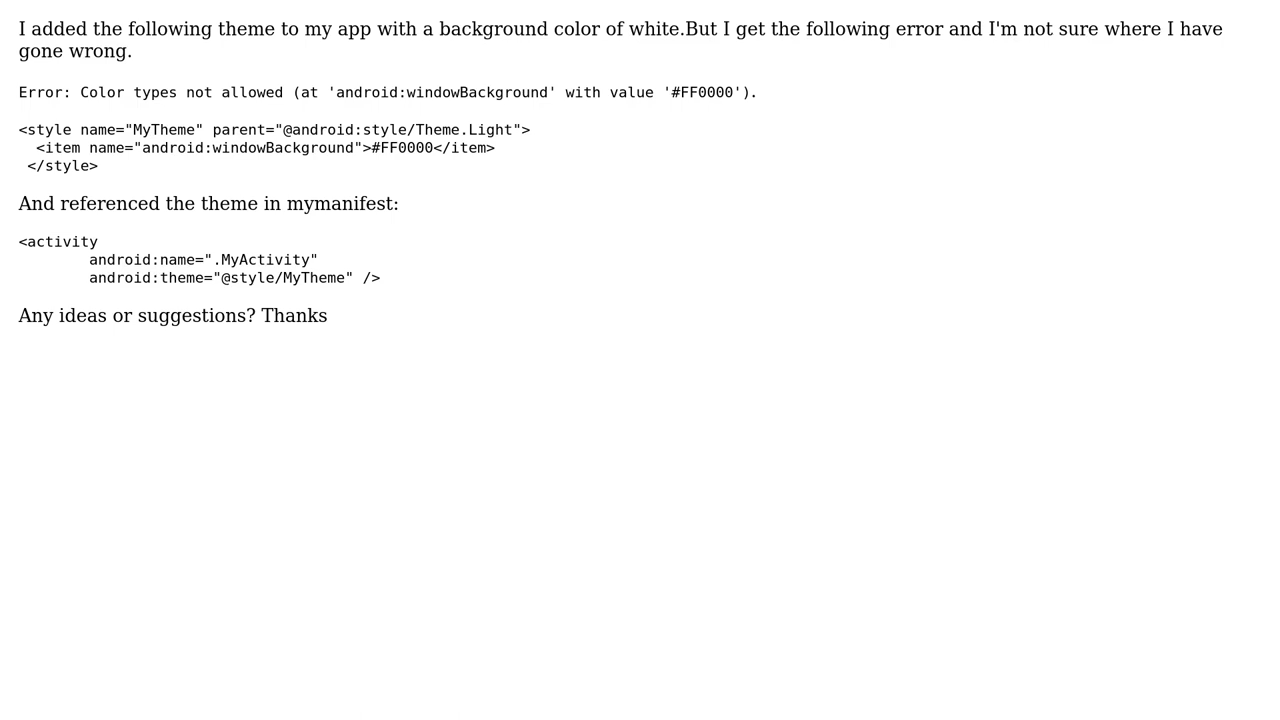 I added the following theme to my app with a background color of white.But I get the following error and I'm not sure where I have
gone wrong.
Error: Color types not allowed (at 'android:windowBackground' with value '#FF0000').
<style name="MyTheme" parent="@android:style/Theme.Light">
  <item name="android:windowBackground">#FF0000</item>
 </style>
And referenced the theme in mymanifest:
<activity
        android:name=".MyActivity"
        android:theme="@style/MyTheme" />
Any ideas or suggestions? Thanks